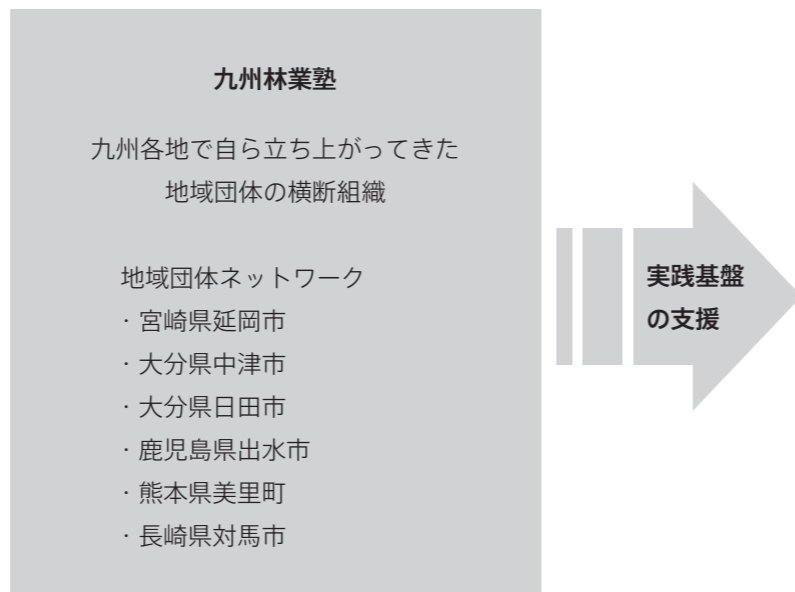 九州林業塾
九州各地で自ら立ち上がってきた
地域団体の横断組織
地域団体ネットワーク
・宮崎県延岡市
・大分県中津市
・大分県日田市
・鹿児島県出水市
・熊本県美里町
・長崎県対馬市
実践基盤
の支援